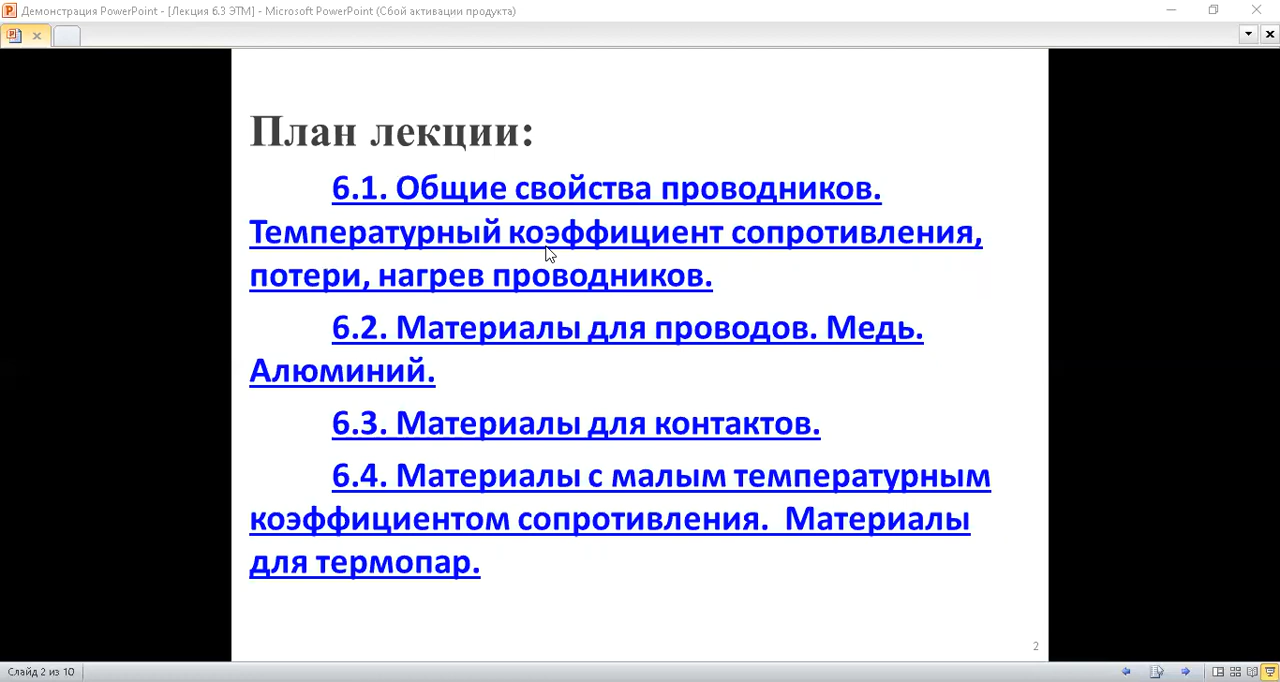 Демонстрация PowerPoint - [Лекция 6.3 ЭТМ] - Microsoft PowerPoint (Сбой активации продукта)
План лекции:
6.1. Общие свойства проводников.
Температурный коэффициент сопротивления,
потери, нагрев проводников.
6.2. Материалы для проводов. Медь.
Алюминий.
6.3. Материалы для контактов.
6.4. Материалы с малым температурным
коэффициентом сопротивления. Материалы
для термопар.
2
Слайд 2 из 10